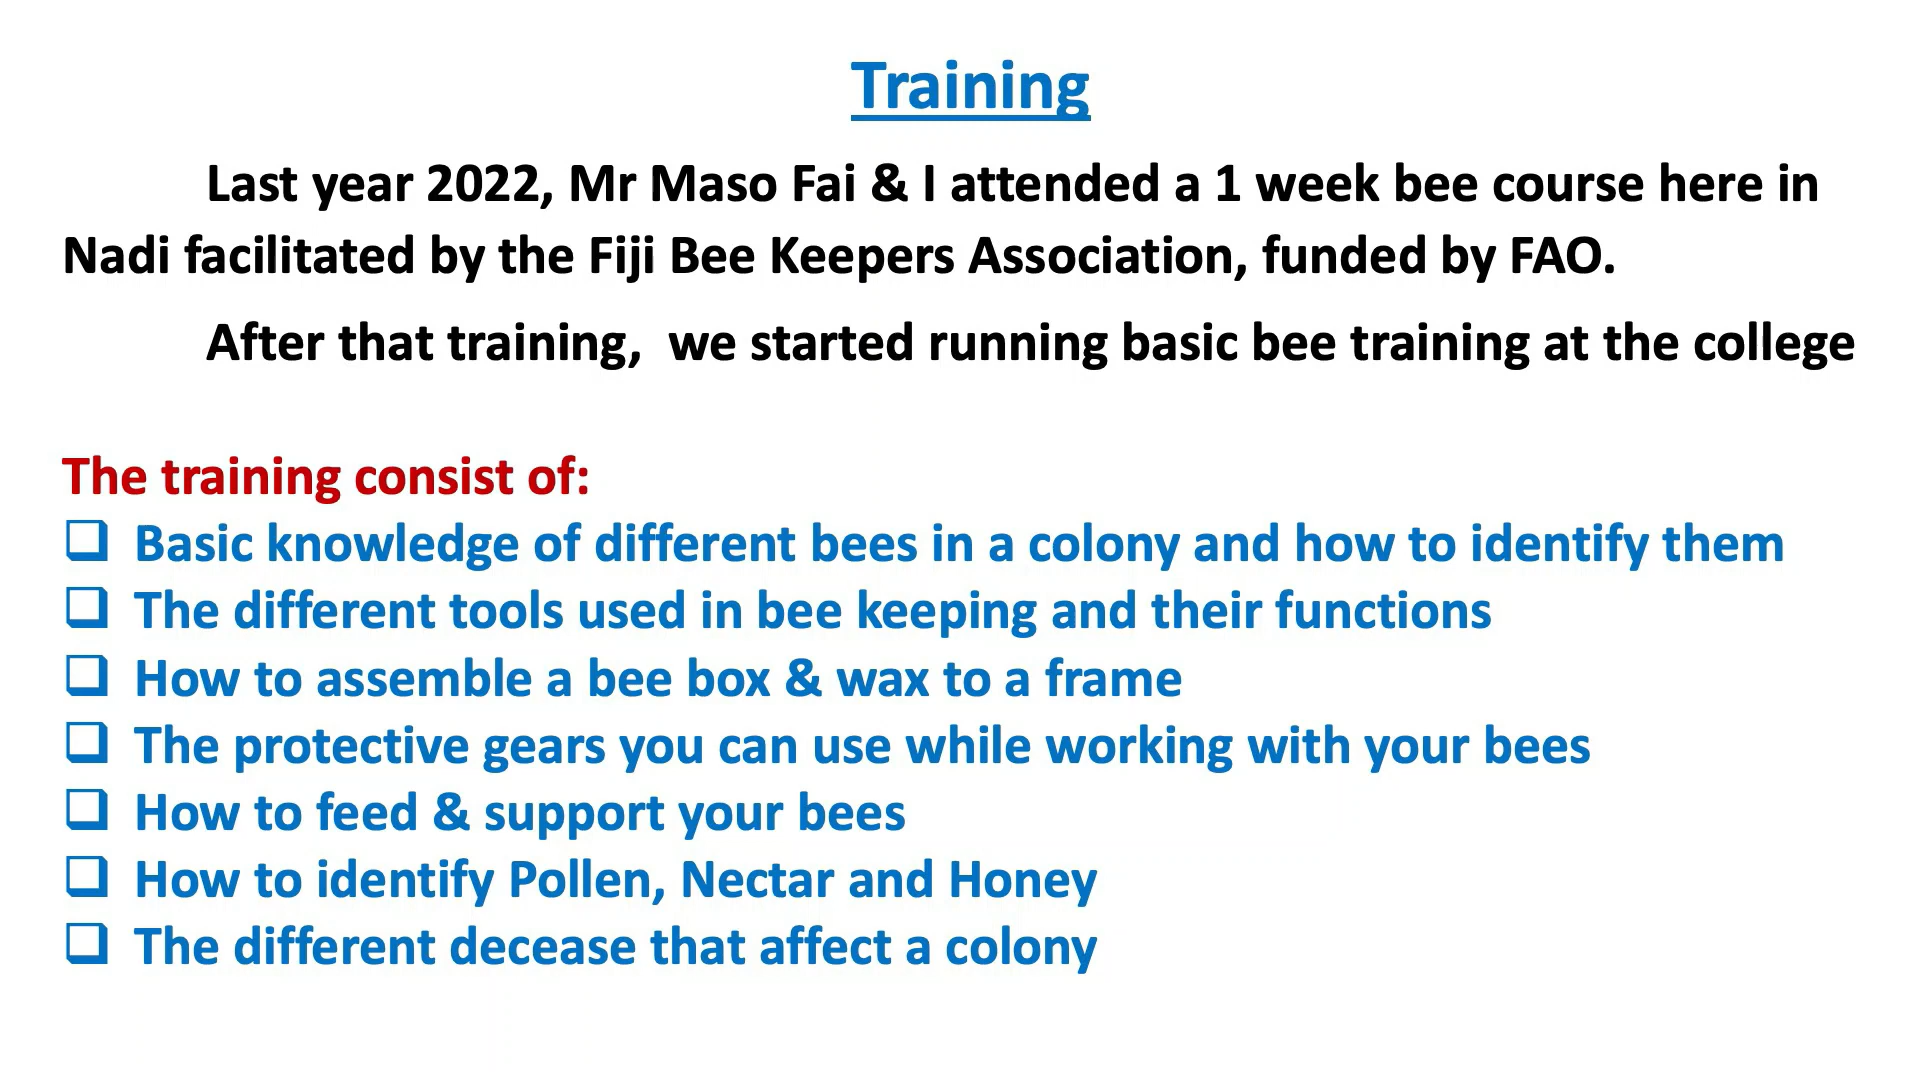 Training
Last year 2022, Mr Maso Fai & I attended a 1 week bee course here in
Nadi facilitated by the Fiji Bee Keepers Association, funded by FAO.
After that training,  we started running basic bee training at the college
The training consist of:
❑ Basic knowledge of different bees in a colony and how to identify them
❑ The different tools used in bee keeping and their functions
❑ How to assemble a bee box & wax to a frame
❑ The protective gears you can use while working with your bees
❑ How to feed & support your bees
❑ How to identify Pollen, Nectar and Honey
❑ The different decease that affect a colony